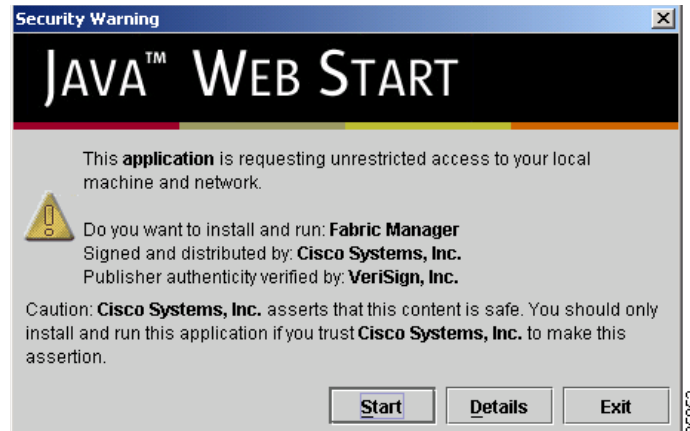 Security Warning
JAVA™ WEB START
This application is requesting unrestricted access to your local
machine and network.
Do you want to install and run: Fabric Manager
Signed and distributed by: Cisco Systems, Inc.
Publisher authenticity verified by: VeriSign, Inc.
Caution: Cisco Systems, Inc. asserts that this content is safe. You should only
install and run this application if you trust Cisco Systems, Inc. to make this
assertion.
Start Details Exit